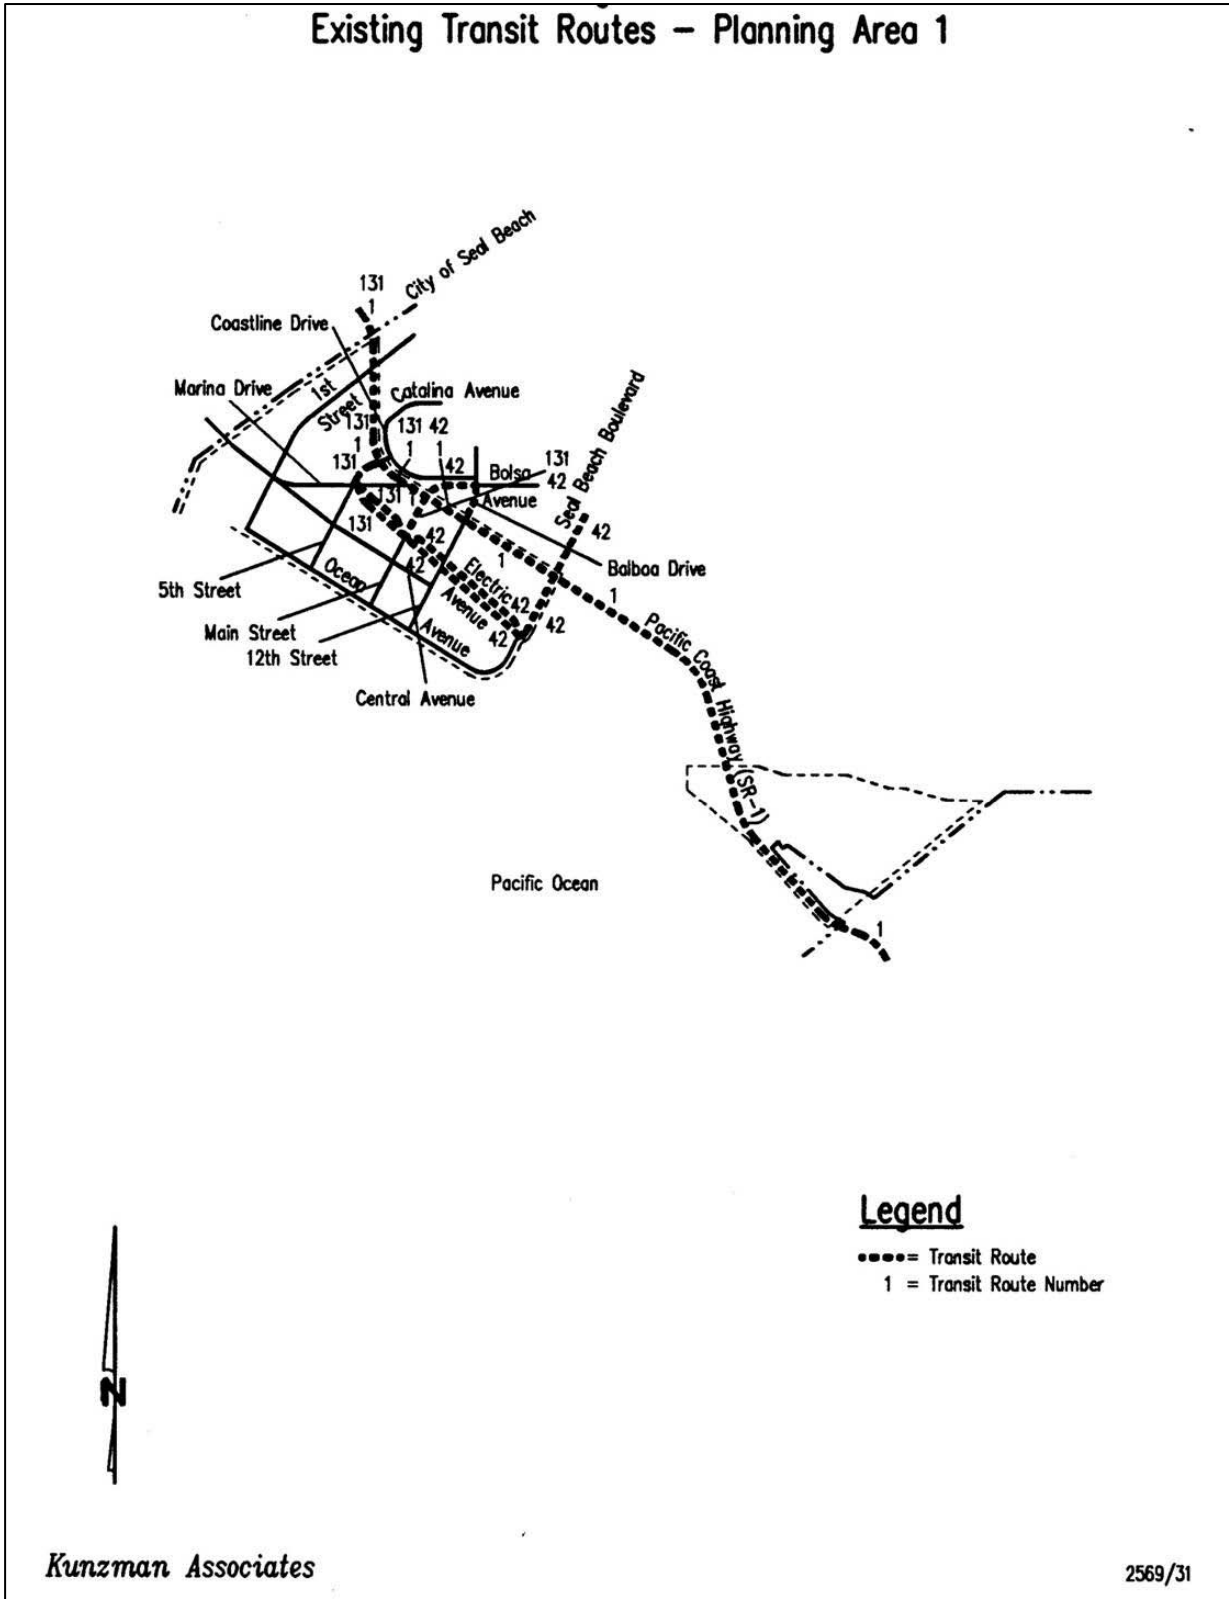 Existing Transit Routes – Planning Area 1
City of Seal Beach
131
1
Coastline Drive
Marina Drive
1st
Street
Catalina Avenue
131
131 42
1
1
1
131
42
131
Bolsa
42
Avenue
131
1
131
42
42
Seal Beach Boulevard
42
1
Balboa Drive
1
5th Street
Ocean
Avenue
Electric
Avenue
42
42
42
Main Street
12th Street
Central Avenue
Pacific Coast Highway (SR-1)
Pacific Ocean
1
Legend
= Transit Route
1 = Transit Route Number
N
Kunzman Associates
2569/31